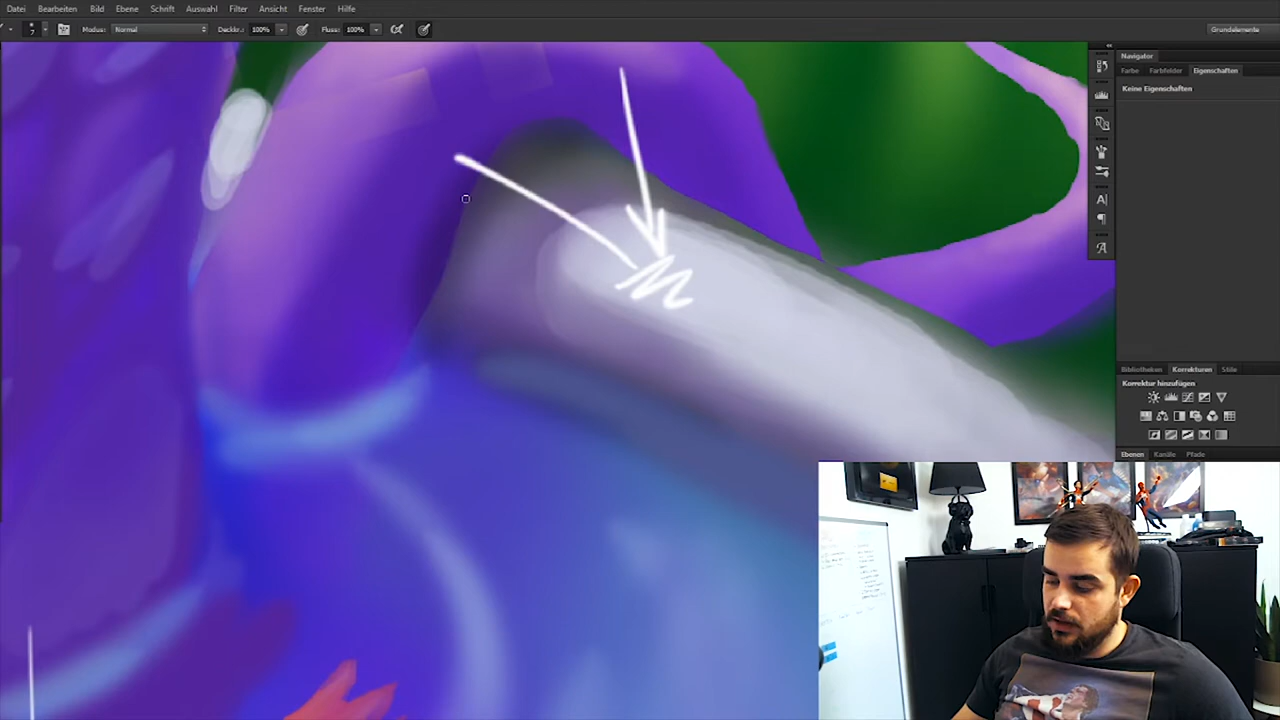 Datei Bearbeiten Bild Ebene Schrift Auswahl Filter Ansicht Fenster Hilfe
7 Modus: Normal Deckkr.: 100% Fluss: 100% Grundelemente
Navigator
Farbe Farbfelder Eigenschaften
Keine Eigenschaften
Bibliotheken Korrekturen Stile
Korrektur hinzufügen
Ebenen Kanäle Pfade